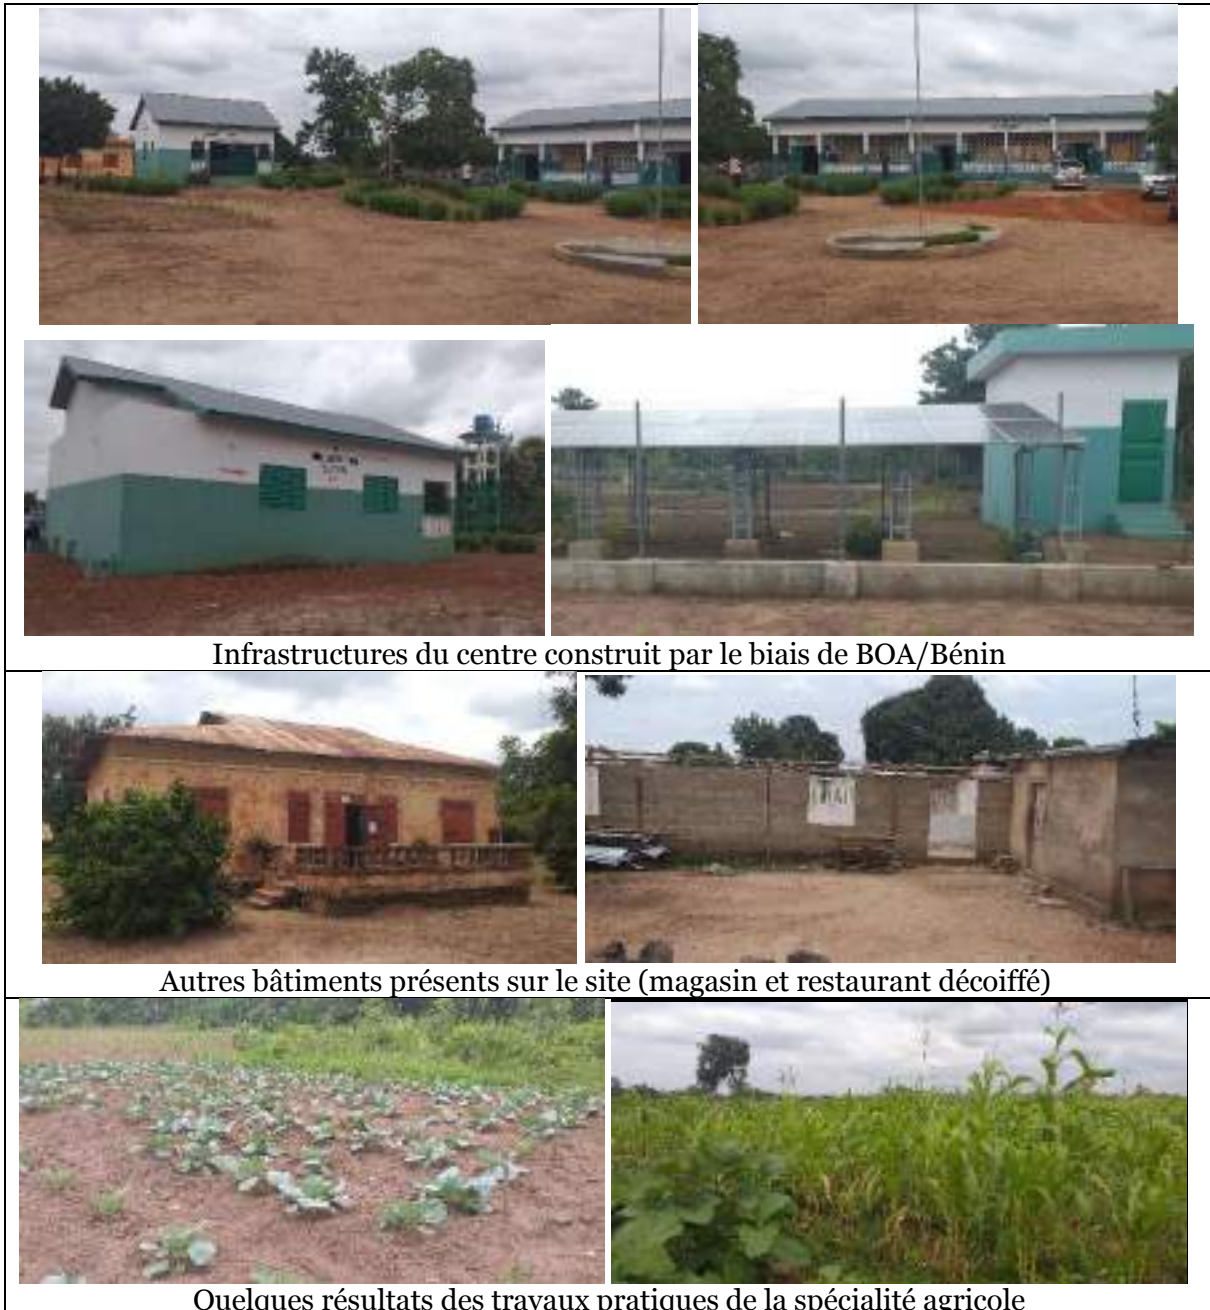 Infrastructures du centre construit par le biais de BOA/Bénin
Autres bâtiments présents sur le site (magasin et restaurant décoiffé)
Quelques résultats des travaux pratiques de la spécialité agricole